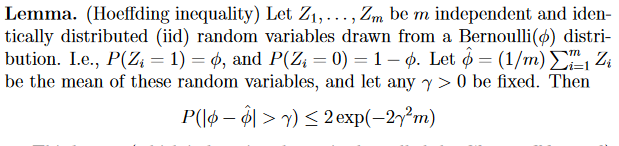 Lemma. (Hoeffding inequality) Let Z₁, . . . , Zₘ be m independent and iden-
tically distributed (iid) random variables drawn from a Bernoulli(ϕ) distri-
bution. I.e., P(Zᵢ = 1) = ϕ, and P(Zᵢ = 0) = 1 − ϕ. Let ϕ̂ = (1/m) ∑ᵢ₌₁ᵐ Zᵢ
be the mean of these random variables, and let any γ > 0 be fixed. Then
P(|ϕ − ϕ̂| > γ) ≤ 2 exp(−2γ²m)